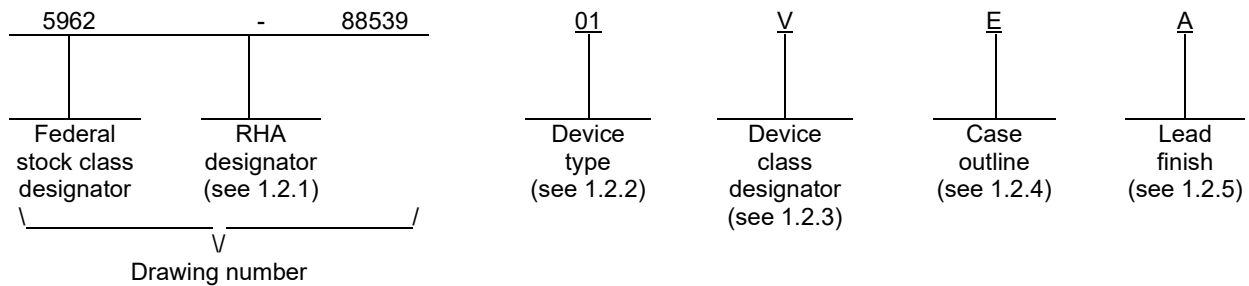 5962 - 88539 01 V E A
Federal stock class designator
RHA designator (see 1.2.1)
Device type (see 1.2.2)
Device class designator (see 1.2.3)
Case outline (see 1.2.4)
Lead finish (see 1.2.5)
\ / 
\/
Drawing number